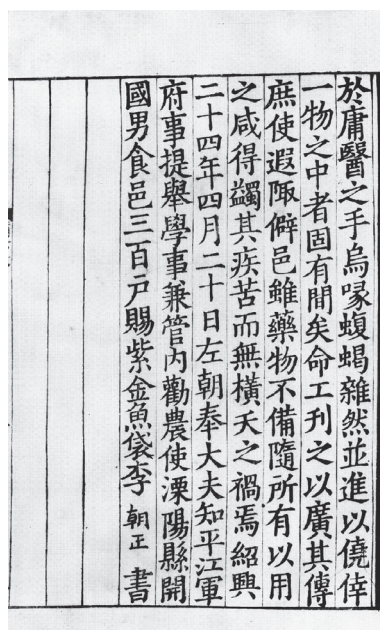 於庸醫之手烏喙蝮蝎雜然並進以僥倖
一物之中者固有間矣命工刊之以廣其傳
庶使遐陬僻邑雖藥物不備隨所有以用
之咸得蠲其疾苦而無橫夭之禍焉紹興
二十四年四月二十日左朝奉大夫知平江軍
府事提舉學事兼管内勸農使溧陽縣開
國男食邑三百户賜紫金魚袋李朝正書